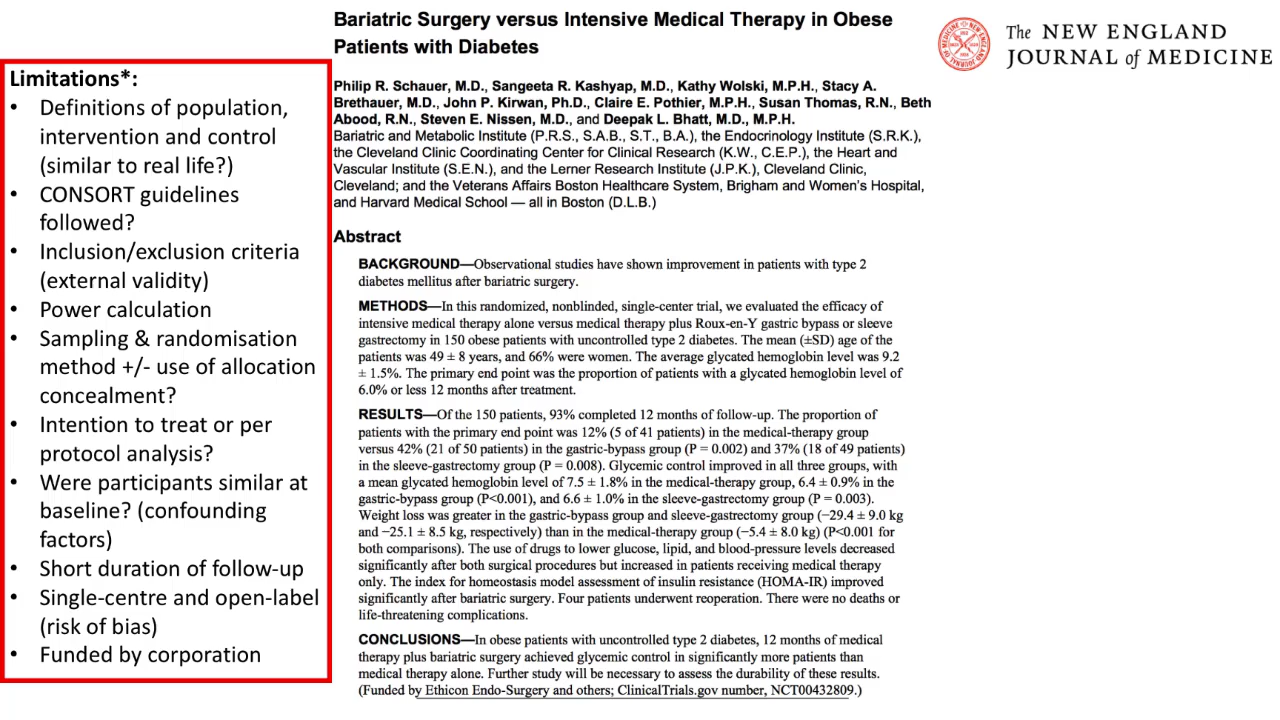 Bariatric Surgery versus Intensive Medical Therapy in Obese
Patients with Diabetes
The NEW ENGLAND
JOURNAL of MEDICINE
Limitations*:
• Definitions of population,
intervention and control
(similar to real life?)
• CONSORT guidelines
followed?
• Inclusion/exclusion criteria
(external validity)
• Power calculation
• Sampling & randomisation
method +/- use of allocation
concealment?
• Intention to treat or per
protocol analysis?
• Were participants similar at
baseline? (confounding
factors)
• Short duration of follow-up
• Single-centre and open-label
(risk of bias)
• Funded by corporation
Philip R. Schauer, M.D., Sangeeta R. Kashyap, M.D., Kathy Wolski, M.P.H., Stacy A.
Brethauer, M.D., John P. Kirwan, Ph.D., Claire E. Pothier, M.P.H., Susan Thomas, R.N., Beth
Abood, R.N., Steven E. Nissen, M.D., and Deepak L. Bhatt, M.D., M.P.H.
Bariatric and Metabolic Institute (P.R.S., S.A.B., S.T., B.A.), the Endocrinology Institute (S.R.K.),
the Cleveland Clinic Coordinating Center for Clinical Research (K.W., C.E.P.), the Heart and
Vascular Institute (S.E.N.), and the Lerner Research Institute (J.P.K.), Cleveland Clinic,
Cleveland; and the Veterans Affairs Boston Healthcare System, Brigham and Women's Hospital,
and Harvard Medical School — all in Boston (D.L.B.)
Abstract
BACKGROUND—Observational studies have shown improvement in patients with type 2
diabetes mellitus after bariatric surgery.
METHODS—In this randomized, nonblinded, single-center trial, we evaluated the efficacy of
intensive medical therapy alone versus medical therapy plus Roux-en-Y gastric bypass or sleeve
gastrectomy in 150 obese patients with uncontrolled type 2 diabetes. The mean (±SD) age of the
patients was 49 ± 8 years, and 66% were women. The average glycated hemoglobin level was 9.2
± 1.5%. The primary end point was the proportion of patients with a glycated hemoglobin level of
6.0% or less 12 months after treatment.
RESULTS—Of the 150 patients, 93% completed 12 months of follow-up. The proportion of
patients with the primary end point was 12% (5 of 41 patients) in the medical-therapy group
versus 42% (21 of 50 patients) in the gastric-bypass group (P = 0.002) and 37% (18 of 49 patients)
in the sleeve-gastrectomy group (P = 0.008). Glycemic control improved in all three groups, with
a mean glycated hemoglobin level of 7.5 ± 1.8% in the medical-therapy group, 6.4 ± 0.9% in the
gastric-bypass group (P<0.001), and 6.6 ± 1.0% in the sleeve-gastrectomy group (P = 0.003).
Weight loss was greater in the gastric-bypass group and sleeve-gastrectomy group (−29.4 ± 9.0 kg
and −25.1 ± 8.5 kg, respectively) than in the medical-therapy group (−5.4 ± 8.0 kg) (P<0.001 for
both comparisons). The use of drugs to lower glucose, lipid, and blood-pressure levels decreased
significantly after both surgical procedures but increased in patients receiving medical therapy
only. The index for homeostasis model assessment of insulin resistance (HOMA-IR) improved
significantly after bariatric surgery. Four patients underwent reoperation. There were no deaths or
life-threatening complications.
CONCLUSIONS—In obese patients with uncontrolled type 2 diabetes, 12 months of medical
therapy plus bariatric surgery achieved glycemic control in significantly more patients than
medical therapy alone. Further study will be necessary to assess the durability of these results.
(Funded by Ethicon Endo-Surgery and others; ClinicalTrials.gov number, NCT00432809.)